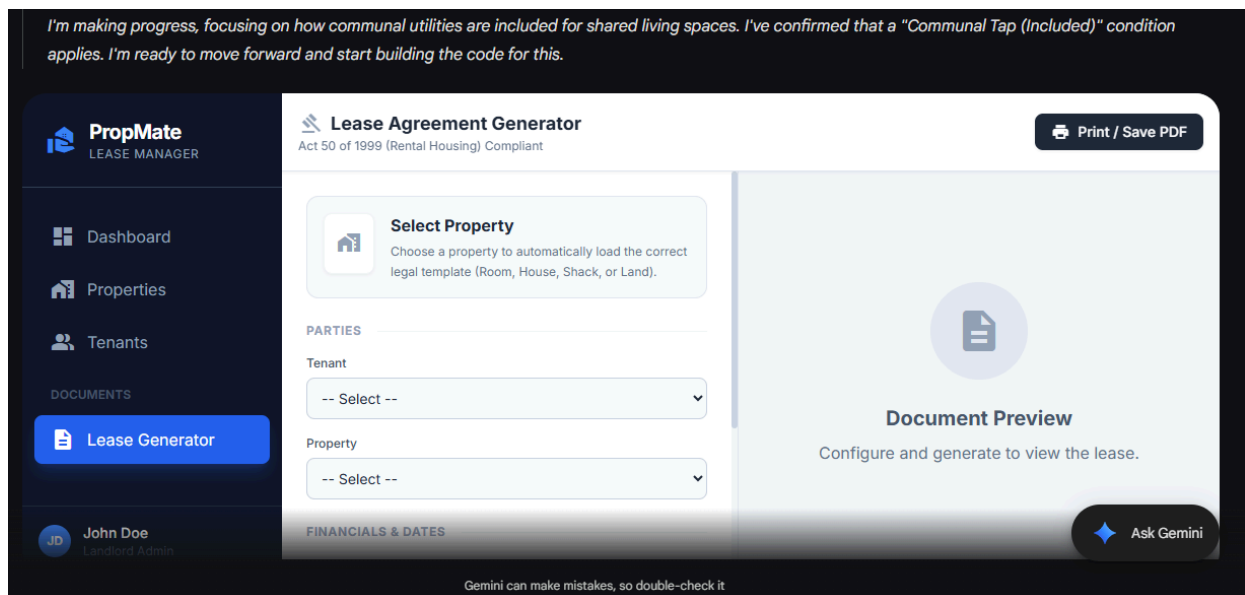 I'm making progress, focusing on how communal utilities are included for shared living spaces. I've confirmed that a "Communal Tap (Included)" condition
applies. I'm ready to move forward and start building the code for this.
PropMate
LEASE MANAGER
Dashboard
Properties
Tenants
DOCUMENTS
Lease Generator
JD
John Doe
Landlord Admin
Lease Agreement Generator
Act 50 of 1999 (Rental Housing) Compliant
Print / Save PDF
Select Property
Choose a property to automatically load the correct
legal template (Room, House, Shack, or Land).
PARTIES
Tenant
-- Select --
Property
-- Select --
FINANCIALS & DATES
Document Preview
Configure and generate to view the lease.
Ask Gemini
Gemini can make mistakes, so double-check it